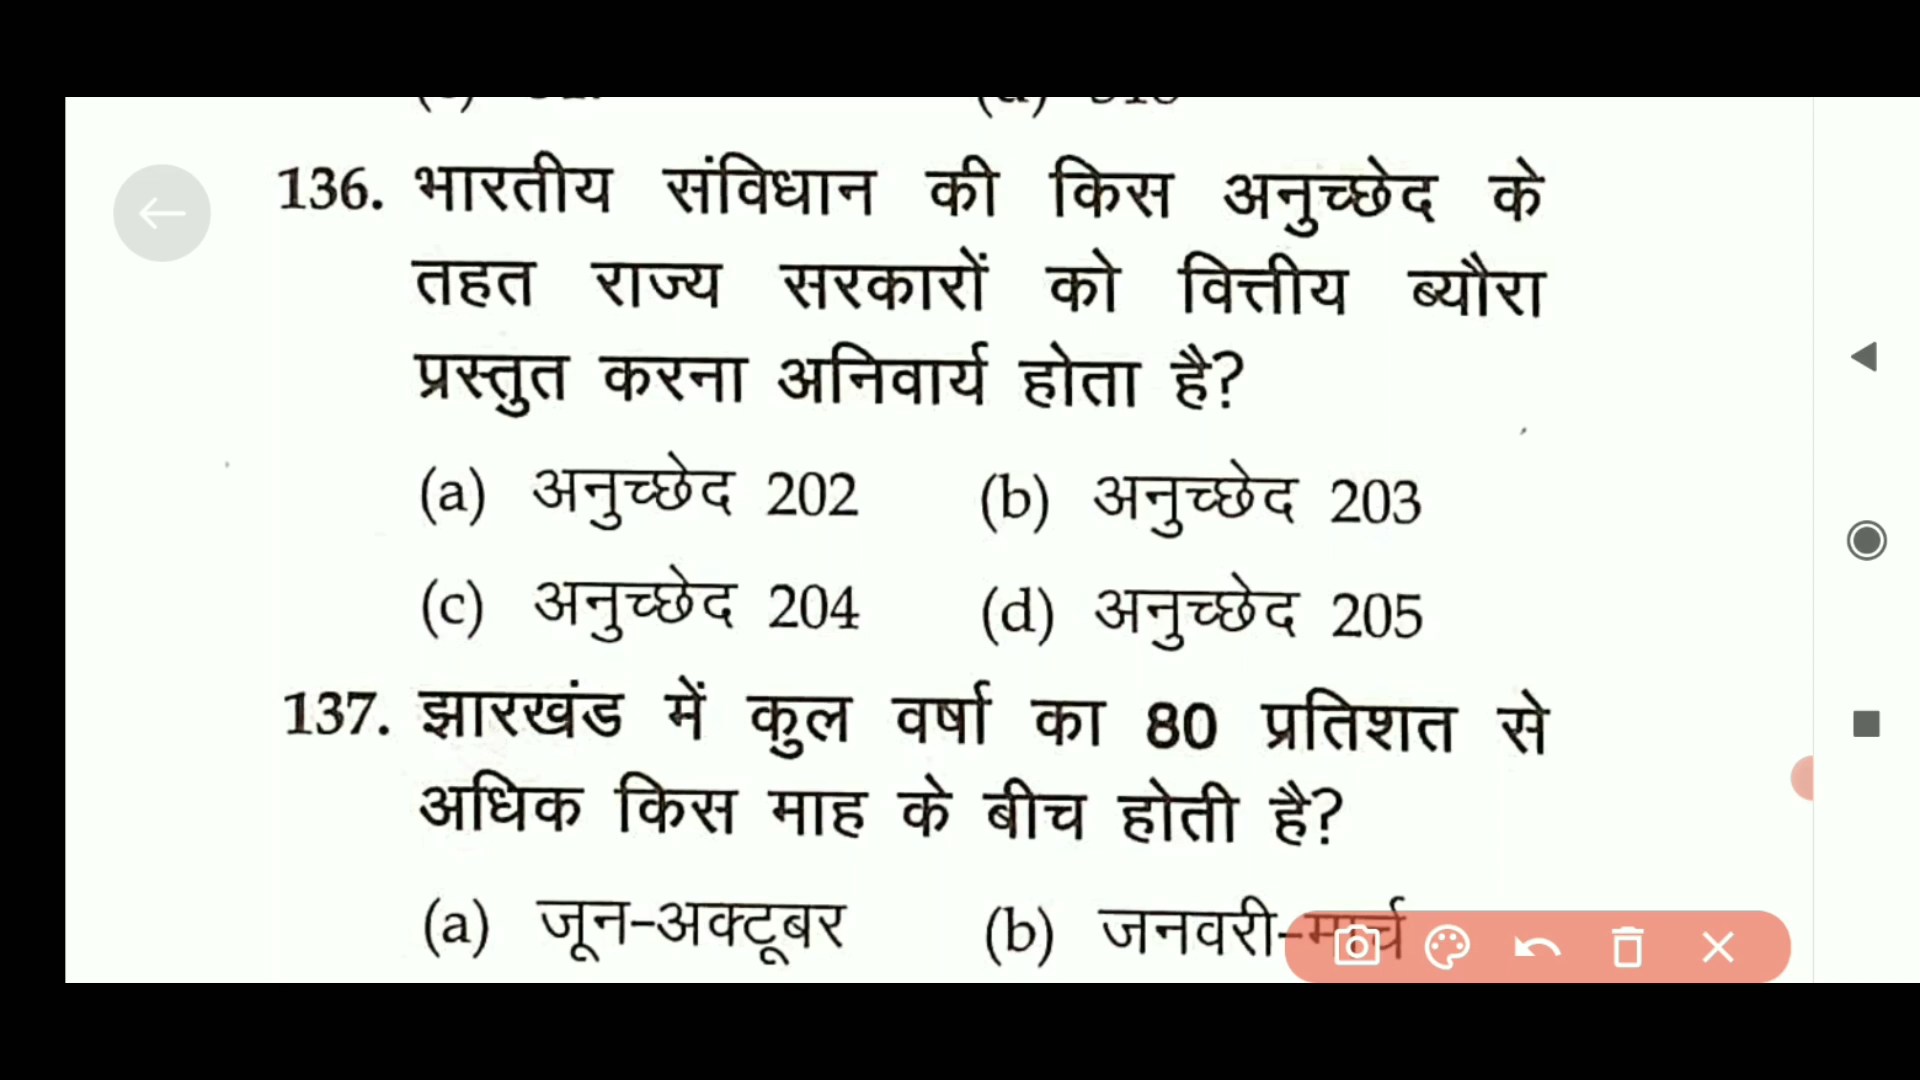 136. भारतीय संविधान की किस अनुच्छेद के
तहत राज्य सरकारों को वित्तीय ब्यौरा
प्रस्तुत करना अनिवार्य होता है?
(a) अनुच्छेद 202 (b) अनुच्छेद 203
(c) अनुच्छेद 204 (d) अनुच्छेद 205
137. झारखंड में कुल वर्षा का 80 प्रतिशत से
अधिक किस माह के बीच होती है?
(a) जून-अक्टूबर (b) जनवरी-मार्च